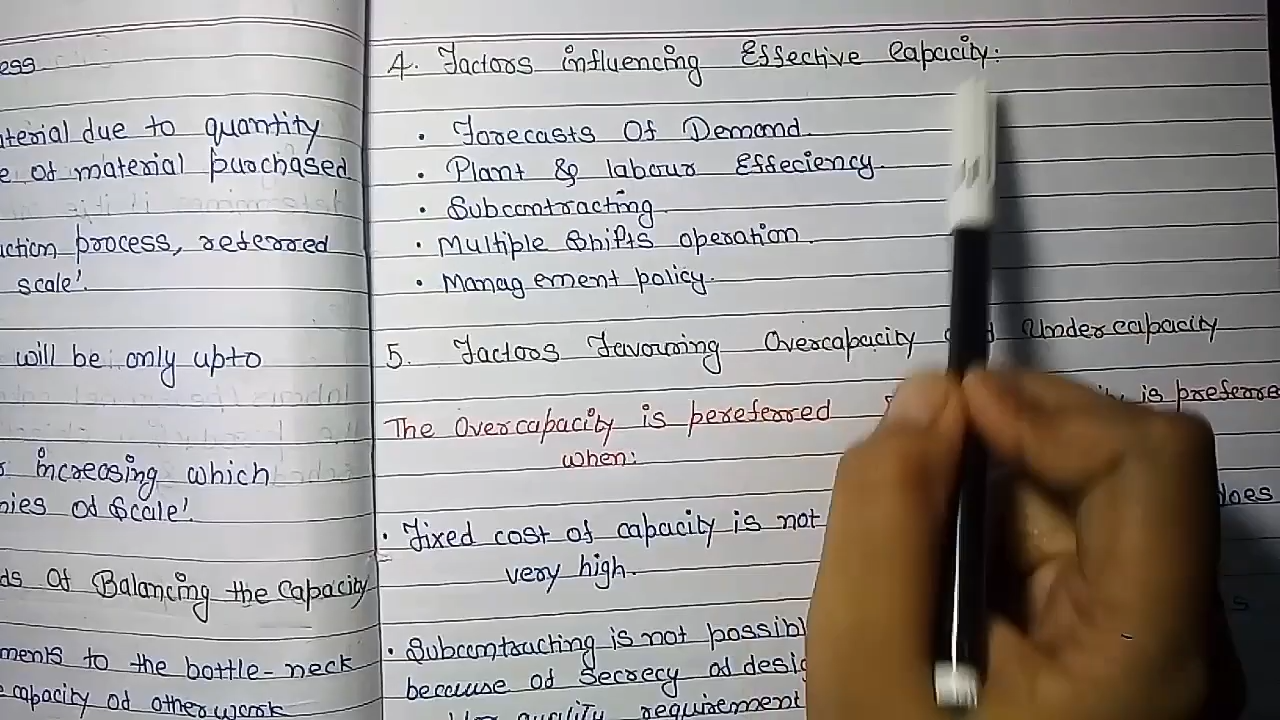 ess
terial due to quantity
e of material purchased
uction process, referred
scale'.
will be only upto
increasing which
nies of Scale'.
ds Of Balancing the Capacity
ments to the bottle-neck
capacity of other work
4. Factors influencing Effective Capacity:
• Forecasts Of Demand.
• Plant & labour Effeciency.
• Subcontracting.
• Multiple Shifts operation.
• Management policy.
5. Factors Favouring Overcapacity Undercapacity
The Overcapacity is pereferred
when:
is preferre
• Fixed cost of capacity is not
very high.
does
• Subcontracting is not possibl
because of secrecy of desig
quality requirement